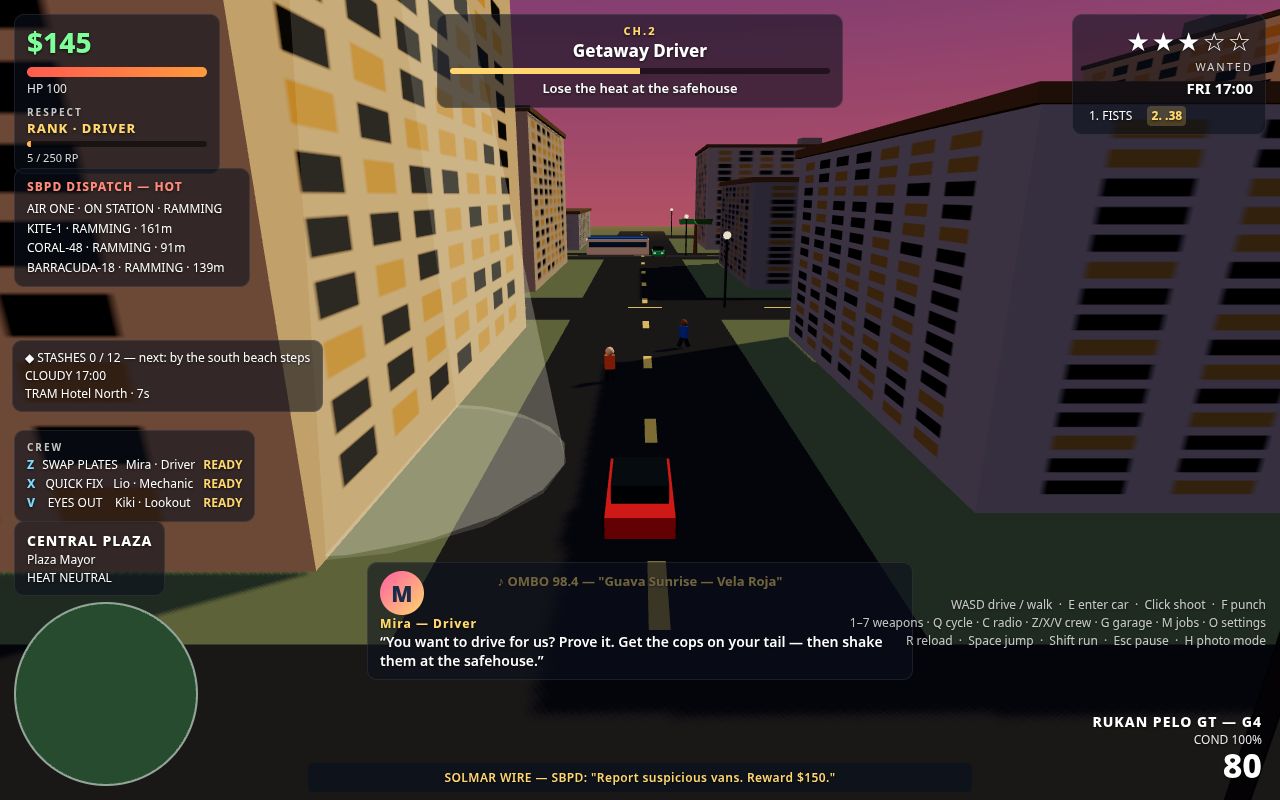 $145
HP 100
RESPECT
RANK · DRIVER
5 / 250 RP
SBPD DISPATCH — HOT
AIR ONE · ON STATION · RAMMING
KITE-1 · RAMMING · 161m
CORAL-48 · RAMMING · 91m
BARRACUDA-18 · RAMMING · 139m
◆ STASHES 0 / 12 — next: by the south beach steps
CLOUDY 17:00
TRAM Hotel North · 7s
CREW
Z SWAP PLATES Mira · Driver READY
X QUICK FIX Lio · Mechanic READY
V EYES OUT Kiki · Lookout READY
CENTRAL PLAZA
Plaza Mayor
HEAT NEUTRAL
CH.2
Getaway Driver
Lose the heat at the safehouse
★★★☆☆
WANTED
FRI 17:00
1. FISTS 2. .38
♪ OMBO 98.4 — "Guava Sunrise — Vela Roja"
M
Mira — Driver
"You want to drive for us? Prove it. Get the cops on your tail — then shake
them at the safehouse."
WASD drive / walk · E enter car · Click shoot · F punch
1–7 weapons · Q cycle · C radio · Z/X/V crew · G garage · M jobs · O settings
R reload · Space jump · Shift run · Esc pause · H photo mode
RUKAN PELO GT — G4
COND 100%
80
SOLMAR WIRE — SBPD: "Report suspicious vans. Reward $150."